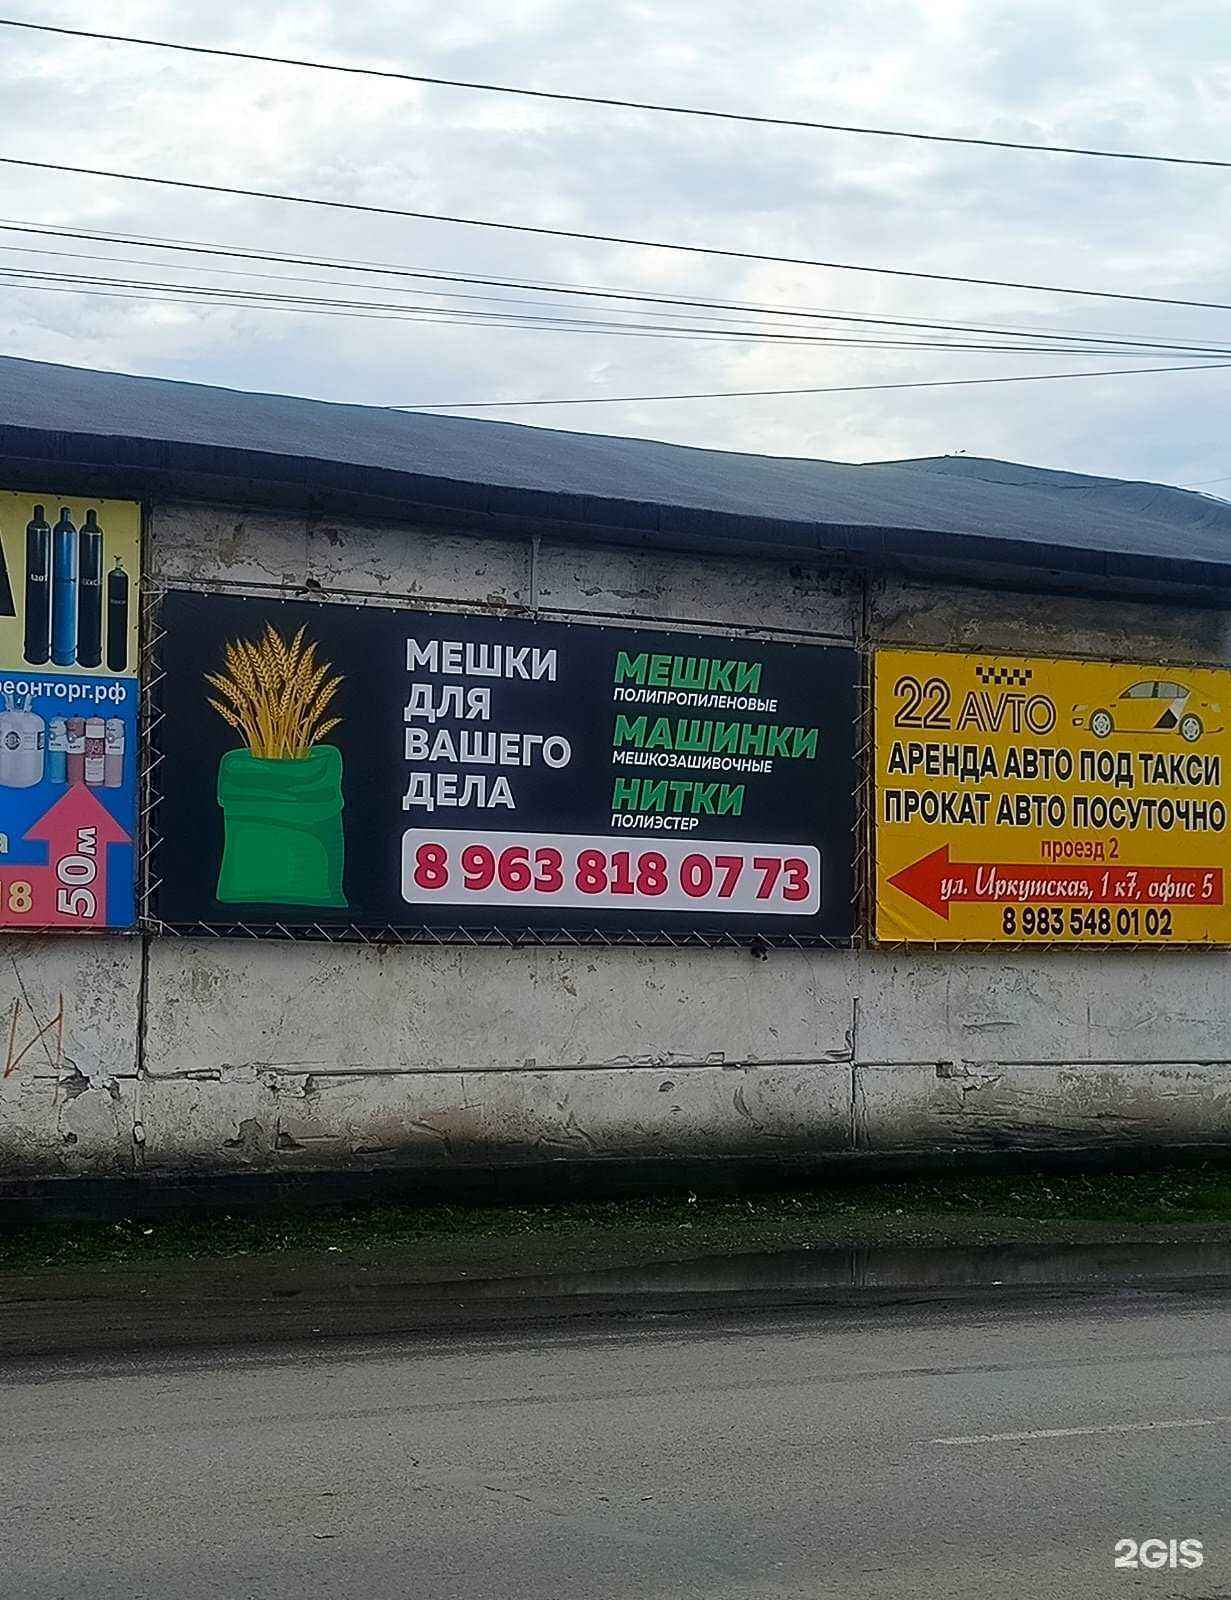 реонторг.рф
50м
18
МЕШКИ
ДЛЯ
ВАШЕГО
ДЕЛА
МЕШКИ
ПОЛИПРОПИЛЕНОВЫЕ
МАШИНКИ
МЕШКОЗАШИВОЧНЫЕ
НИТКИ
ПОЛИЭСТЕР
8 963 818 07 73
22 AVTO
АРЕНДА АВТО ПОД ТАКСИ
ПРОКАТ АВТО ПОСУТОЧНО
проезд 2
ул. Иркутская, 1 к7, офис 5
8 983 548 01 02
2GIS